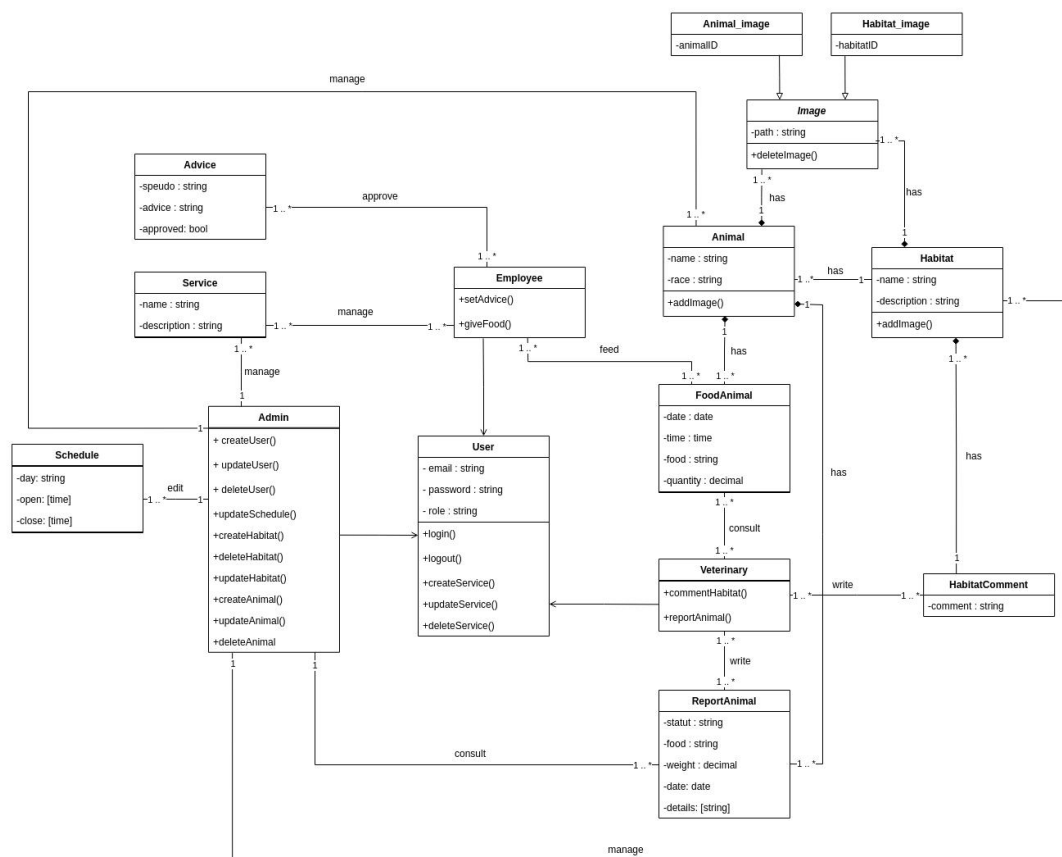 Animal_image
-animalID
Habitat_image
-habitatID
manage
1
1 .. *
Image
-path : string
+deleteImage()
1 .. *
has
1
1 .. *
has
1
Advice
-speudo : string
-advice : string
-approved: bool
1 .. *
approve
1 .. *
Service
-name : string
-description : string
1 .. *
manage
1 .. *
1 .. *
manage
1
Employee
+setAdvice()
+giveFood()
1 .. *
feed
1 .. *
Animal
-name : string
-race : string
+addImage()
1 .. *
has
1
1
has
1 .. *
1
has
1 .. *
Habitat
-name : string
-description : string
+addImage()
1 .. *
1 .. *
has
1
Admin
+ createUser()
+ updateUser()
+ deleteUser()
+updateSchedule()
+createHabitat()
+deleteHabitat()
+updateHabitat()
+createAnimal()
+updateAnimal()
+deleteAnimal
Schedule
-day: string
-open: [time]
-close: [time]
1 .. *
edit
1
User
- email : string
- password : string
- role : string
+login()
+logout()
+createService()
+updateService()
+deleteService()
FoodAnimal
-date : date
-time : time
-food : string
-quantity : decimal
1 .. *
consult
1 .. *
Veterinary
+commentHabitat()
+reportAnimal()
1 .. *
write
1 .. *
HabitatComment
-comment : string
1 .. *
write
1 .. *
ReportAnimal
-statut : string
-food : string
-weight : decimal
-date: date
-details: [string]
1
consult
1 .. *
1
manage